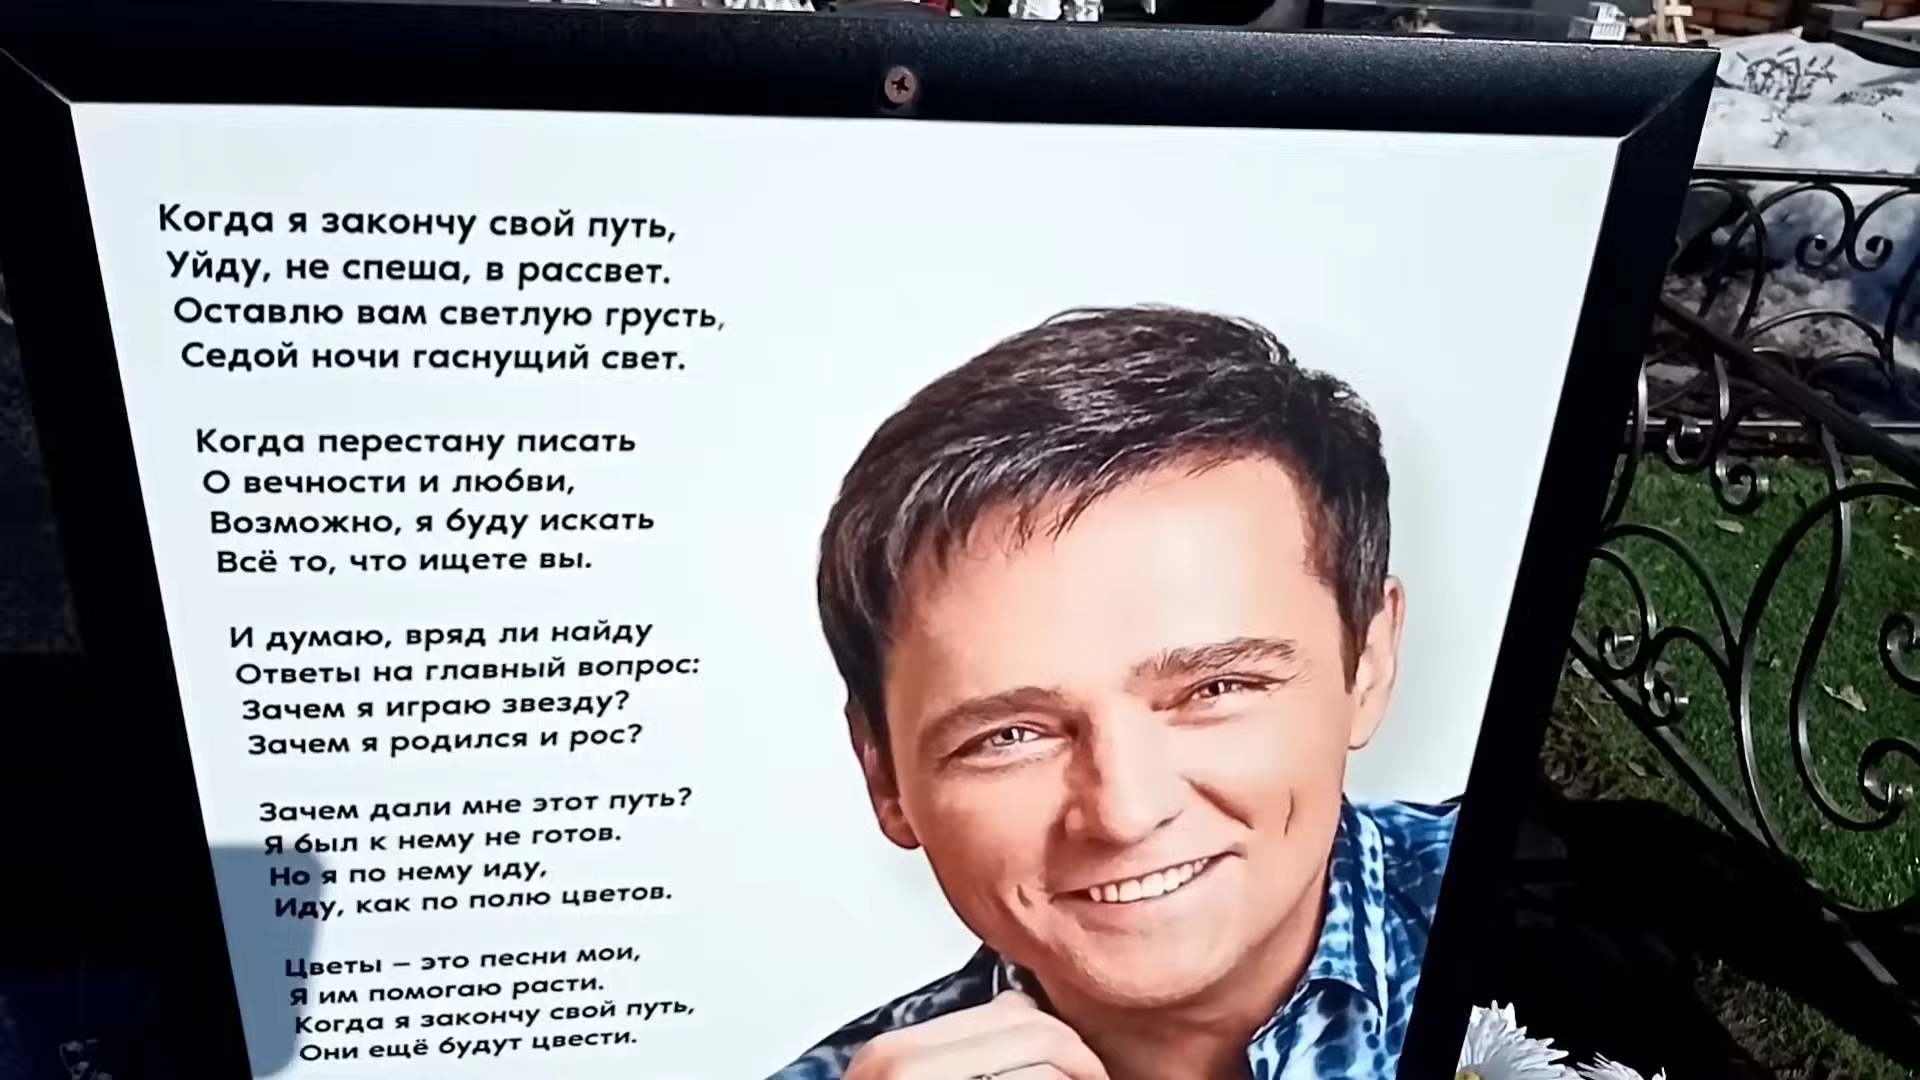 Когда я закончу свой путь,
Уйду, не спеша, в рассвет.
Оставлю вам светлую грусть,
Седой ночи гаснущий свет.
Когда перестану писать
О вечности и любви,
Возможно, я буду искать
Всё то, что ищете вы.
И думаю, вряд ли найду
Ответы на главный вопрос:
Зачем я играю звезду?
Зачем я родился и рос?
Зачем дали мне этот путь?
Я был к нему не готов.
Но я по нему иду,
Иду, как по полю цветов.
Цветы – это песни мои,
Я им помогаю расти.
Когда я закончу свой путь,
Они ещё будут цвести.